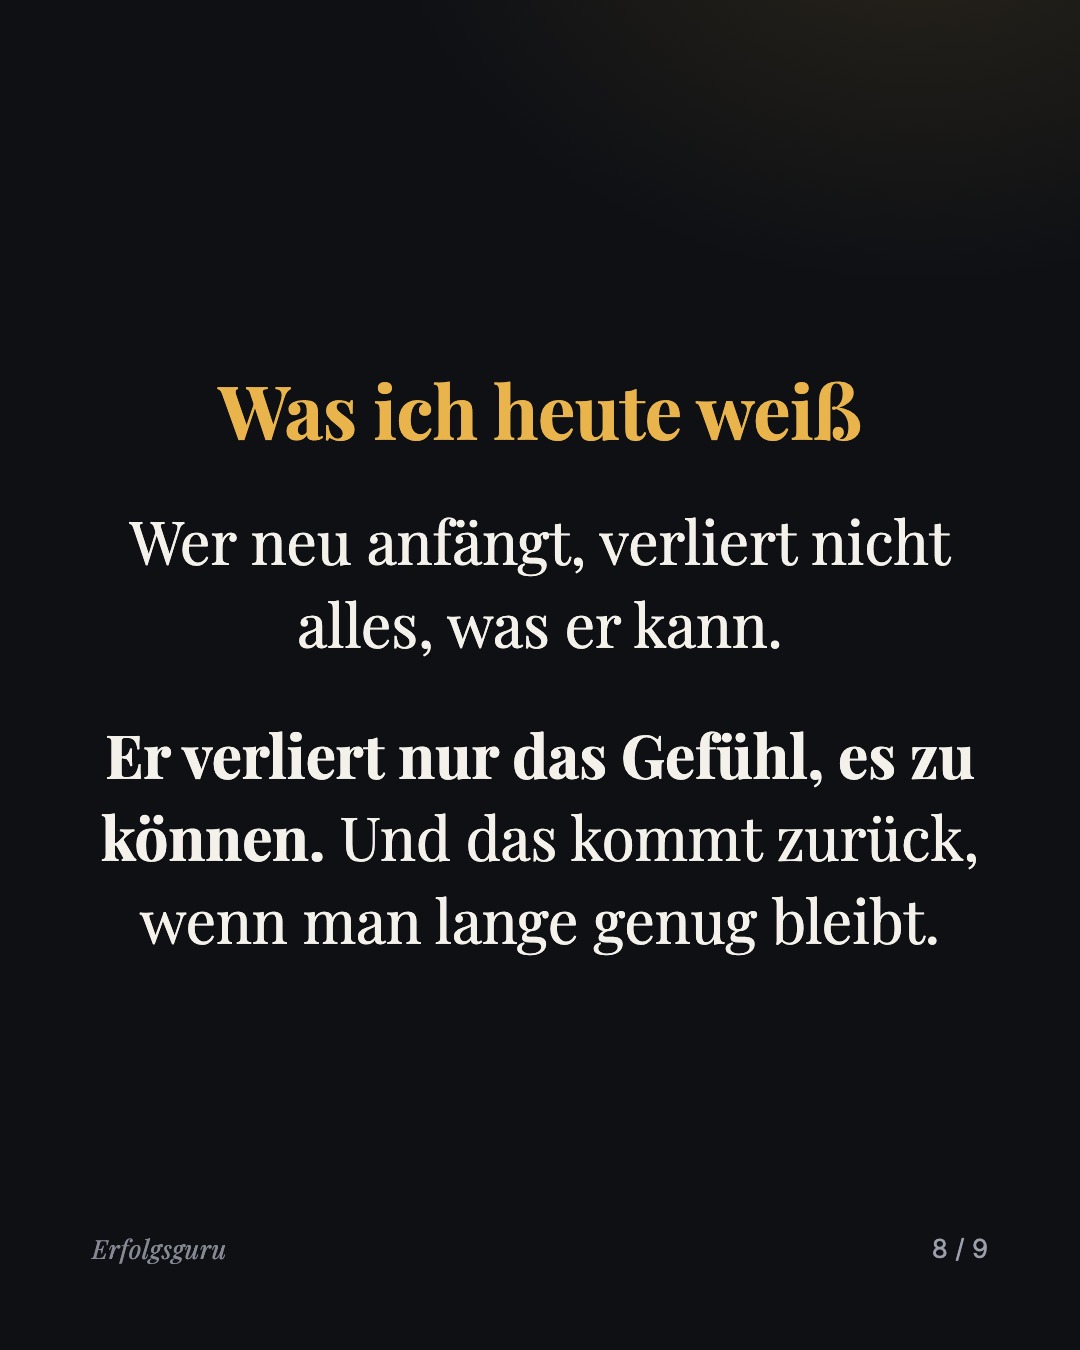 Was ich heute weiß
Wer neu anfängt, verliert nicht
alles, was er kann.
Er verliert nur das Gefühl, es zu
können. Und das kommt zurück,
wenn man lange genug bleibt.
Erfolgsguru
8 / 9